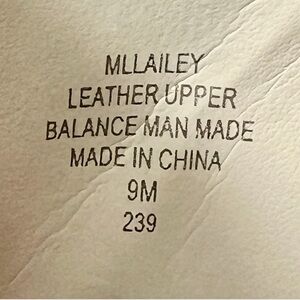 MLLAILEY
LEATHER UPPER
BALANCE MAN MADE
MADE IN CHINA
9M
239